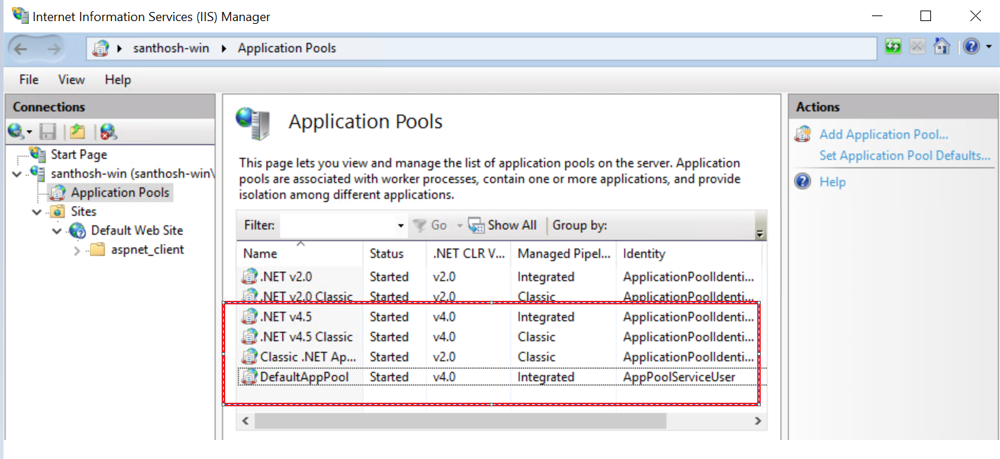 Internet Information Services (IIS) Manager
santhosh-win Application Pools
File View Help
Connections
Start Page
santhosh-win (santhosh-win\
Application Pools
Sites
Default Web Site
aspnet_client
Application Pools
This page lets you view and manage the list of application pools on the server. Application
pools are associated with worker processes, contain one or more applications, and provide
isolation among different applications.
Filter: Go Show All Group by:
Name Status .NET CLR V... Managed Pipel... Identity
.NET v2.0 Started v2.0 Integrated ApplicationPoolIdenti...
.NET v2.0 Classic Started v2.0 Classic ApplicationPoolIdenti...
.NET v4.5 Started v4.0 Integrated ApplicationPoolIdenti...
.NET v4.5 Classic Started v4.0 Classic ApplicationPoolIdenti...
Classic .NET Ap... Started v2.0 Classic ApplicationPoolIdenti...
DefaultAppPool Started v4.0 Integrated AppPoolServiceUser
Actions
Add Application Pool...
Set Application Pool Defaults...
Help